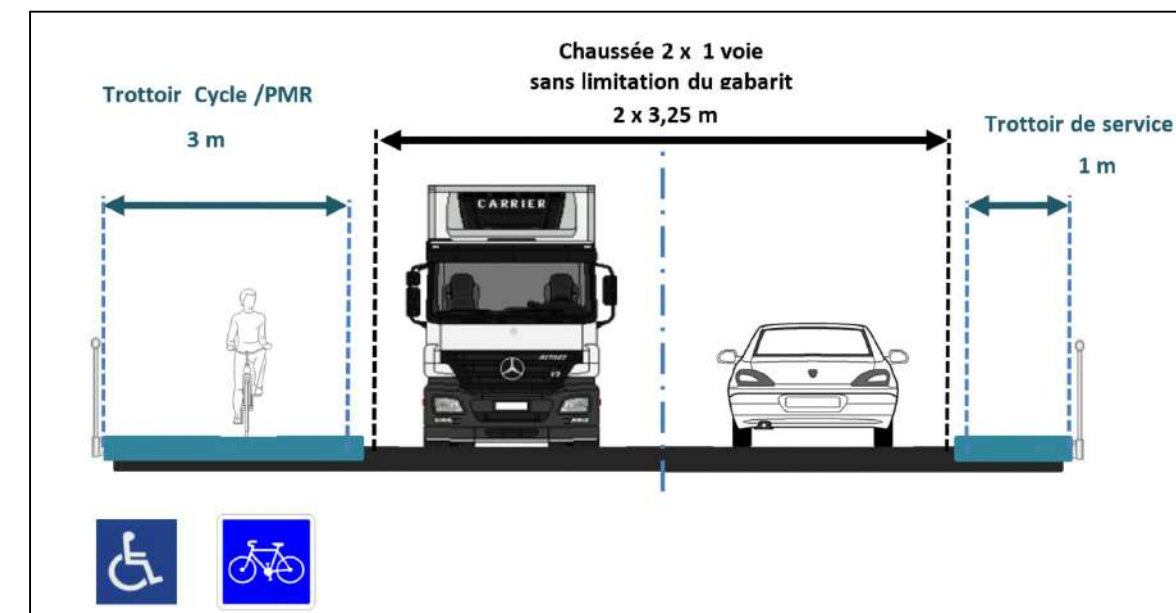 Chaussée 2 x 1 voie
sans limitation du gabarit
2 x 3,25 m
Trottoir Cycle /PMR
3 m
Trottoir de service
1 m
CARRIER
ACTROS